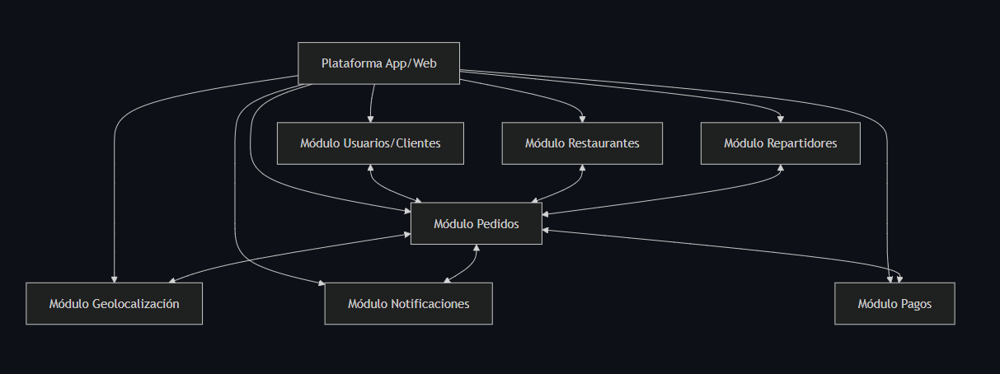 Plataforma App/Web
Módulo Usuarios/Clientes
Módulo Restaurantes
Módulo Repartidores
Módulo Pedidos
Módulo Geolocalización
Módulo Notificaciones
Módulo Pagos